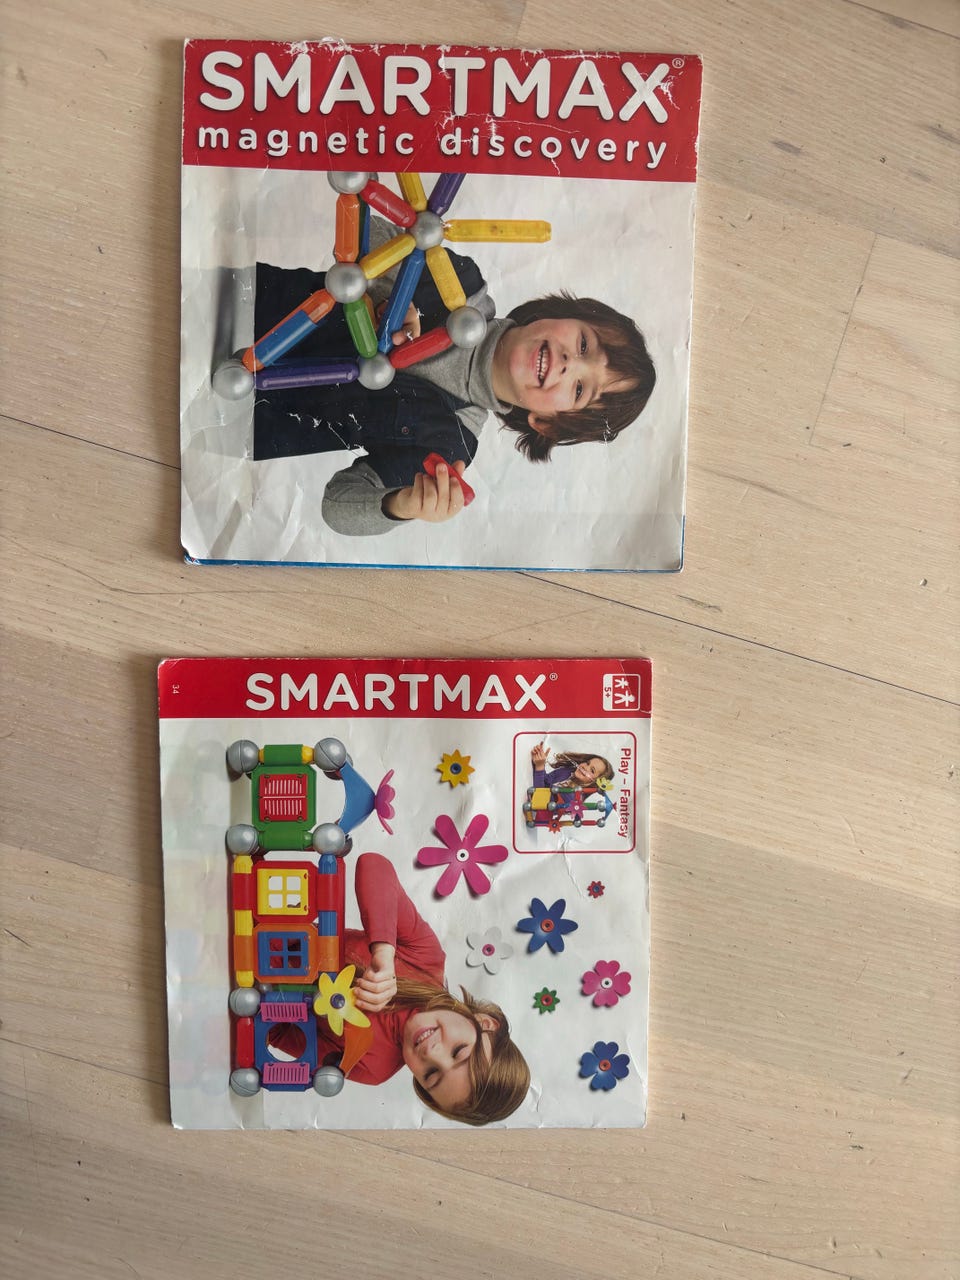 SMARTMAX®
magnetic discovery
34
SMARTMAX®
5+
Play - Fantasy